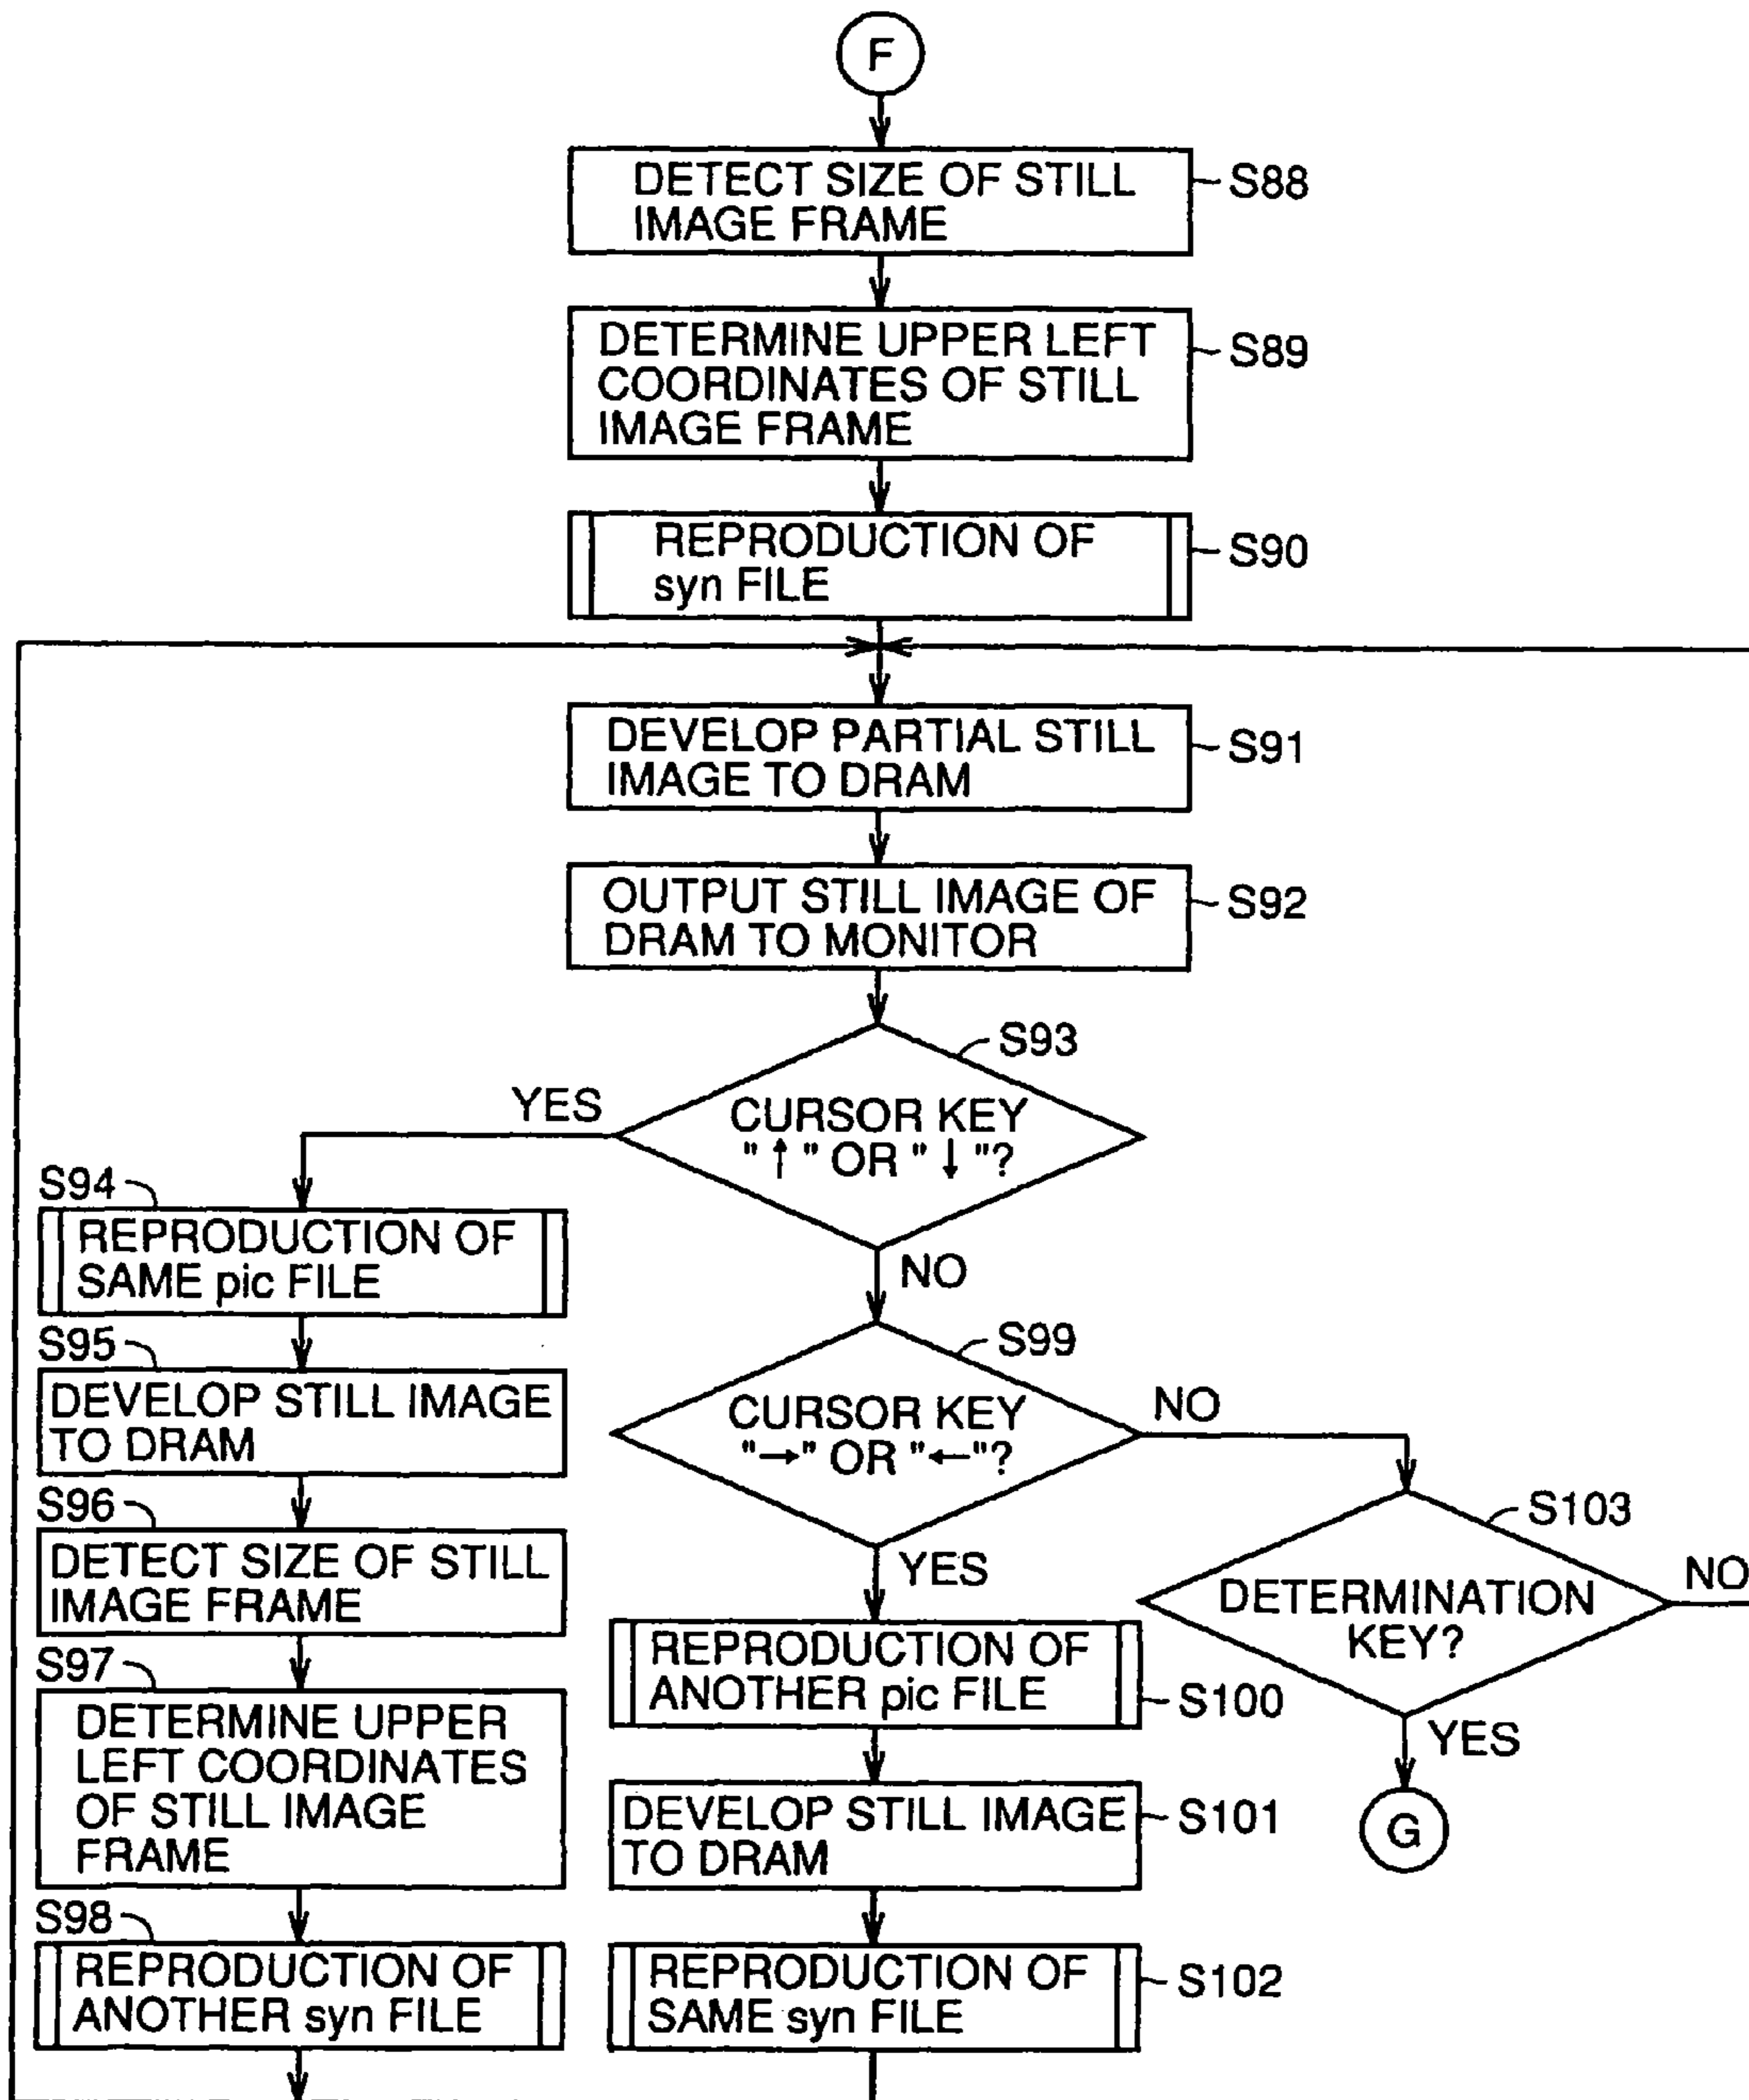 F
DETECT SIZE OF STILL
IMAGE FRAME
S88
DETERMINE UPPER LEFT
COORDINATES OF STILL
IMAGE FRAME
S89
REPRODUCTION OF
syn FILE
S90
DEVELOP PARTIAL STILL
IMAGE TO DRAM
S91
OUTPUT STILL IMAGE OF
DRAM TO MONITOR
S92
S93
CURSOR KEY
"↑" OR "↓"?
YES
NO
S94
REPRODUCTION OF
SAME pic FILE
S95
DEVELOP STILL IMAGE
TO DRAM
S96
DETECT SIZE OF STILL
IMAGE FRAME
S97
DETERMINE UPPER
LEFT COORDINATES
OF STILL IMAGE
FRAME
S98
REPRODUCTION OF
ANOTHER syn FILE
S99
CURSOR KEY
"→" OR "←"?
NO
YES
REPRODUCTION OF
ANOTHER pic FILE
S100
DEVELOP STILL IMAGE
TO DRAM
S101
REPRODUCTION OF
SAME syn FILE
S102
S103
DETERMINATION
KEY?
NO
YES
G